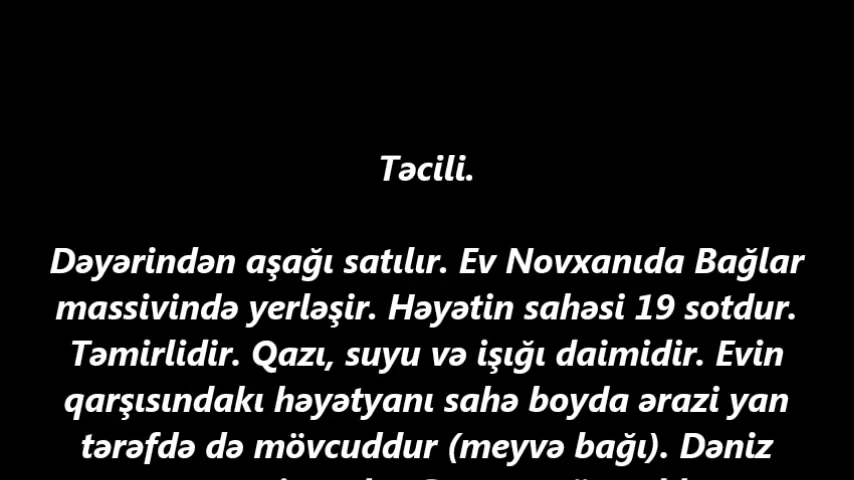 Təcili.
Dəyərindən aşağı satılır. Ev Novxanıda Bağlar
massivində yerləşir. Həyətin sahəsi 19 sotdur.
Təmirlidir. Qazı, suyu və işığı daimidir. Evin
qarşısındakı həyətyanı sahə boyda ərazi yan
tərəfdə də mövcuddur (meyvə bağı). Dəniz